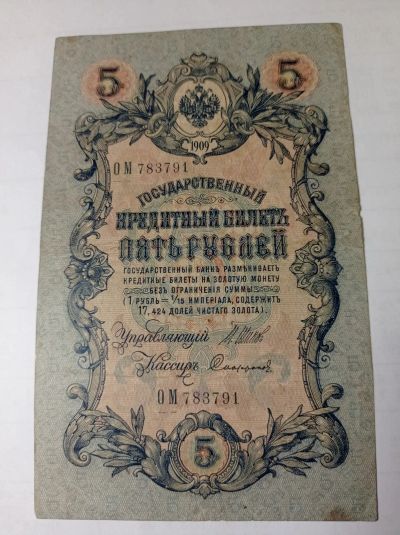 5 5
1909
ОМ 783791
ГОСУДАРСТВЕННЫЙ
КРЕДИТНЫЙ БИЛЕТЪ
ПЯТЬ РУБЛЕЙ
ГОСУДАРСТВЕННЫЙ БАНКЪ РАЗМѢНИВАЕТЪ
КРЕДИТНЫЕ БИЛЕТЫ НА ЗОЛОТУЮ МОНЕТУ
БЕЗЪ ОГРАНИЧЕНІЯ СУММЫ
(1 РУБЛЬ = 1/15 ИМПЕРІАЛА, СОДЕРЖИТЪ
17,424 ДОЛЕЙ ЧИСТАГО ЗОЛОТА).
Управляющій
Кассиръ
ОМ 783791
5